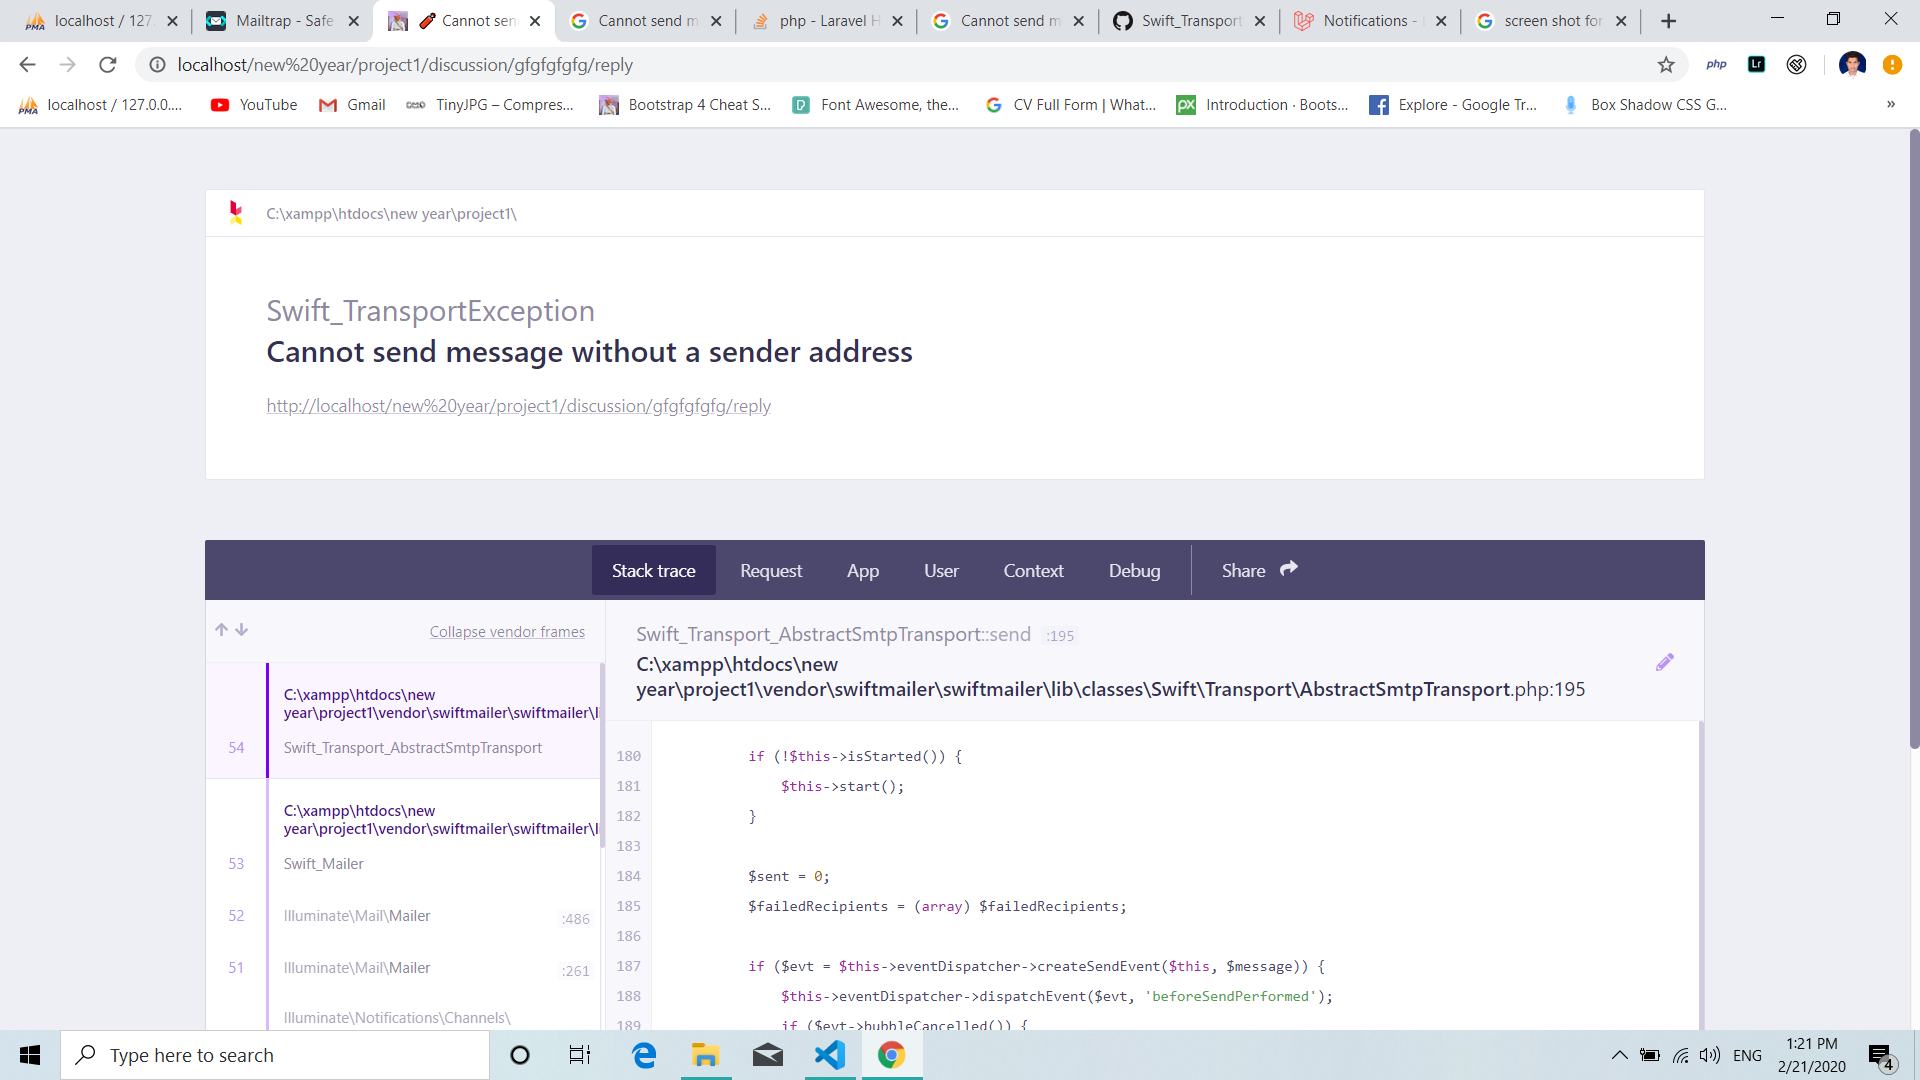 localhost / 127.
Mailtrap - Safe
Cannot sen
Cannot send m
php - Laravel H
Cannot send m
Swift_Transport
Notifications -
screen shot for
localhost/new%20year/project1/discussion/gfgfgfgfg/reply
php
Lr
PMA
localhost / 127.0.0....
YouTube
Gmail
TinyJPG – Compres...
Bootstrap 4 Cheat S...
Font Awesome, the...
CV Full Form | What...
Introduction · Boots...
Explore - Google Tr...
Box Shadow CSS G...
»
C:\xampp\htdocs\new year\project1\
Swift_TransportException
Cannot send message without a sender address
http://localhost/new%20year/project1/discussion/gfgfgfgfg/reply
Stack trace
Request
App
User
Context
Debug
Share
Collapse vendor frames
C:\xampp\htdocs\new
year\project1\vendor\swiftmailer\swiftmailer\l
54 Swift_Transport_AbstractSmtpTransport
C:\xampp\htdocs\new
year\project1\vendor\swiftmailer\swiftmailer\l
53 Swift_Mailer
52 Illuminate\Mail\Mailer :486
51 Illuminate\Mail\Mailer :261
Illuminate\Notifications\Channels\
Swift_Transport_AbstractSmtpTransport::send :195
C:\xampp\htdocs\new
year\project1\vendor\swiftmailer\swiftmailer\lib\classes\Swift\Transport\AbstractSmtpTransport.php:195
180 if (!$this->isStarted()) {
181 $this->start();
182 }
183
184 $sent = 0;
185 $failedRecipients = (array) $failedRecipients;
186
187 if ($evt = $this->eventDispatcher->createSendEvent($this, $message)) {
188 $this->eventDispatcher->dispatchEvent($evt, 'beforeSendPerformed');
189 if ($evt->bubbleCancelled()) {
Type here to search
ENG
1:21 PM
2/21/2020
4